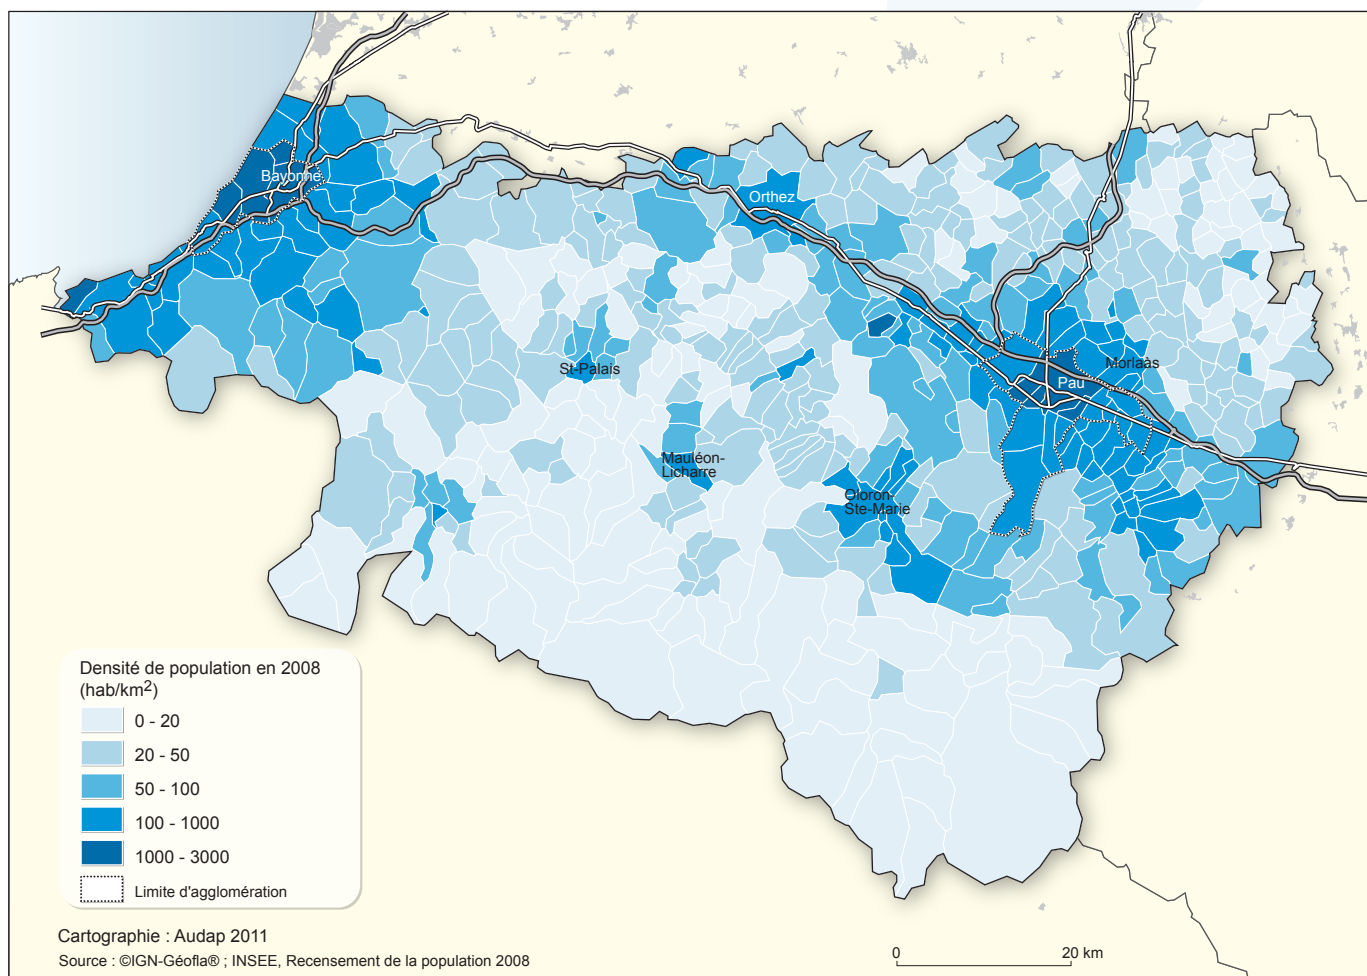 Bayonne
Orthez
St-Palais
Morlaàs
Pau
Mauléon-
Licharre
Oloron-
Ste-Marie
Densité de population en 2008
(hab/km²)
0 - 20
20 - 50
50 - 100
100 - 1000
1000 - 3000
Limite d'agglomération
Cartographie : Audap 2011
Source : ©IGN-Géofla® ; INSEE, Recensement de la population 2008
0 20 km